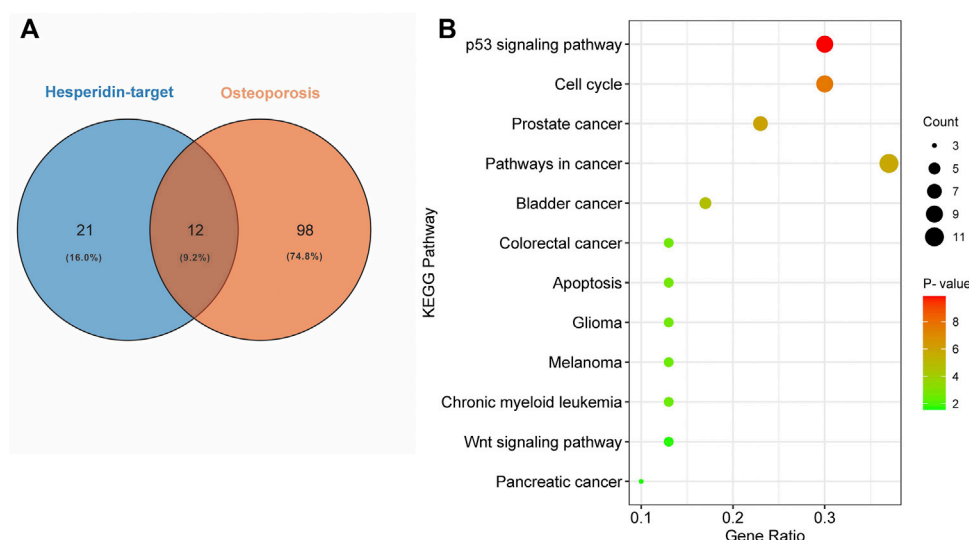 A
Hesperidin-target
Osteoporosis
21
(16.0%)
12
(9.2%)
98
(74.8%)
B
KEGG Pathway
p53 signaling pathway
Cell cycle
Prostate cancer
Pathways in cancer
Bladder cancer
Colorectal cancer
Apoptosis
Glioma
Melanoma
Chronic myeloid leukemia
Wnt signaling pathway
Pancreatic cancer
0.1
0.2
0.3
Gene Ratio
Count
3
5
7
9
11
P- value
8
6
4
2